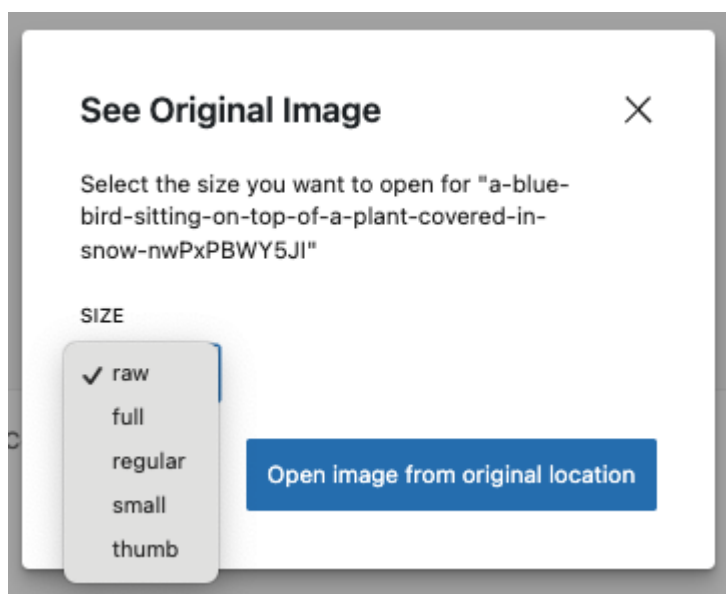 See Original Image
Select the size you want to open for "a-blue-
bird-sitting-on-top-of-a-plant-covered-in-
snow-nwPxPBWY5JI"
SIZE
raw
full
regular
small
thumb
Open image from original location